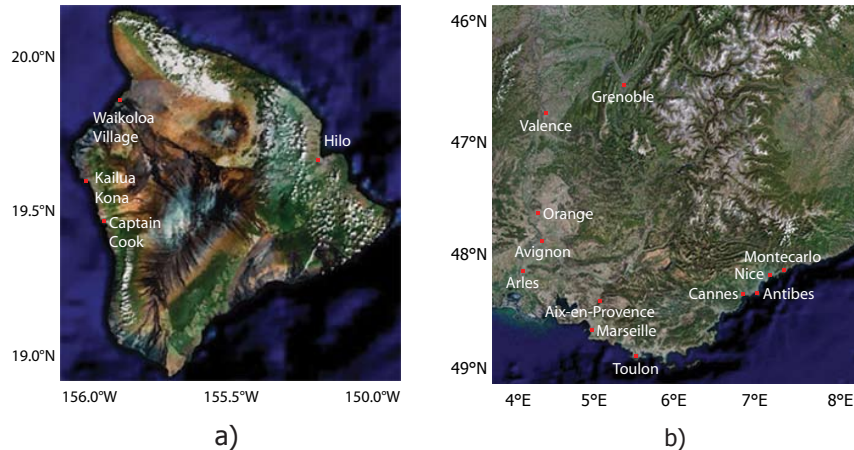 20.0°N
19.5°N
19.0°N
Waikoloa
Village
Hilo
Kailua
Kona
Captain
Cook
156.0°W
155.5°W
150.0°W
a)
46°N
47°N
48°N
49°N
Grenoble
Valence
Orange
Avignon
Arles
Montecarlo
Nice
Cannes
Antibes
Aix-en-Provence
Marseille
Toulon
4°E
5°E
6°E
7°E
8°E
b)